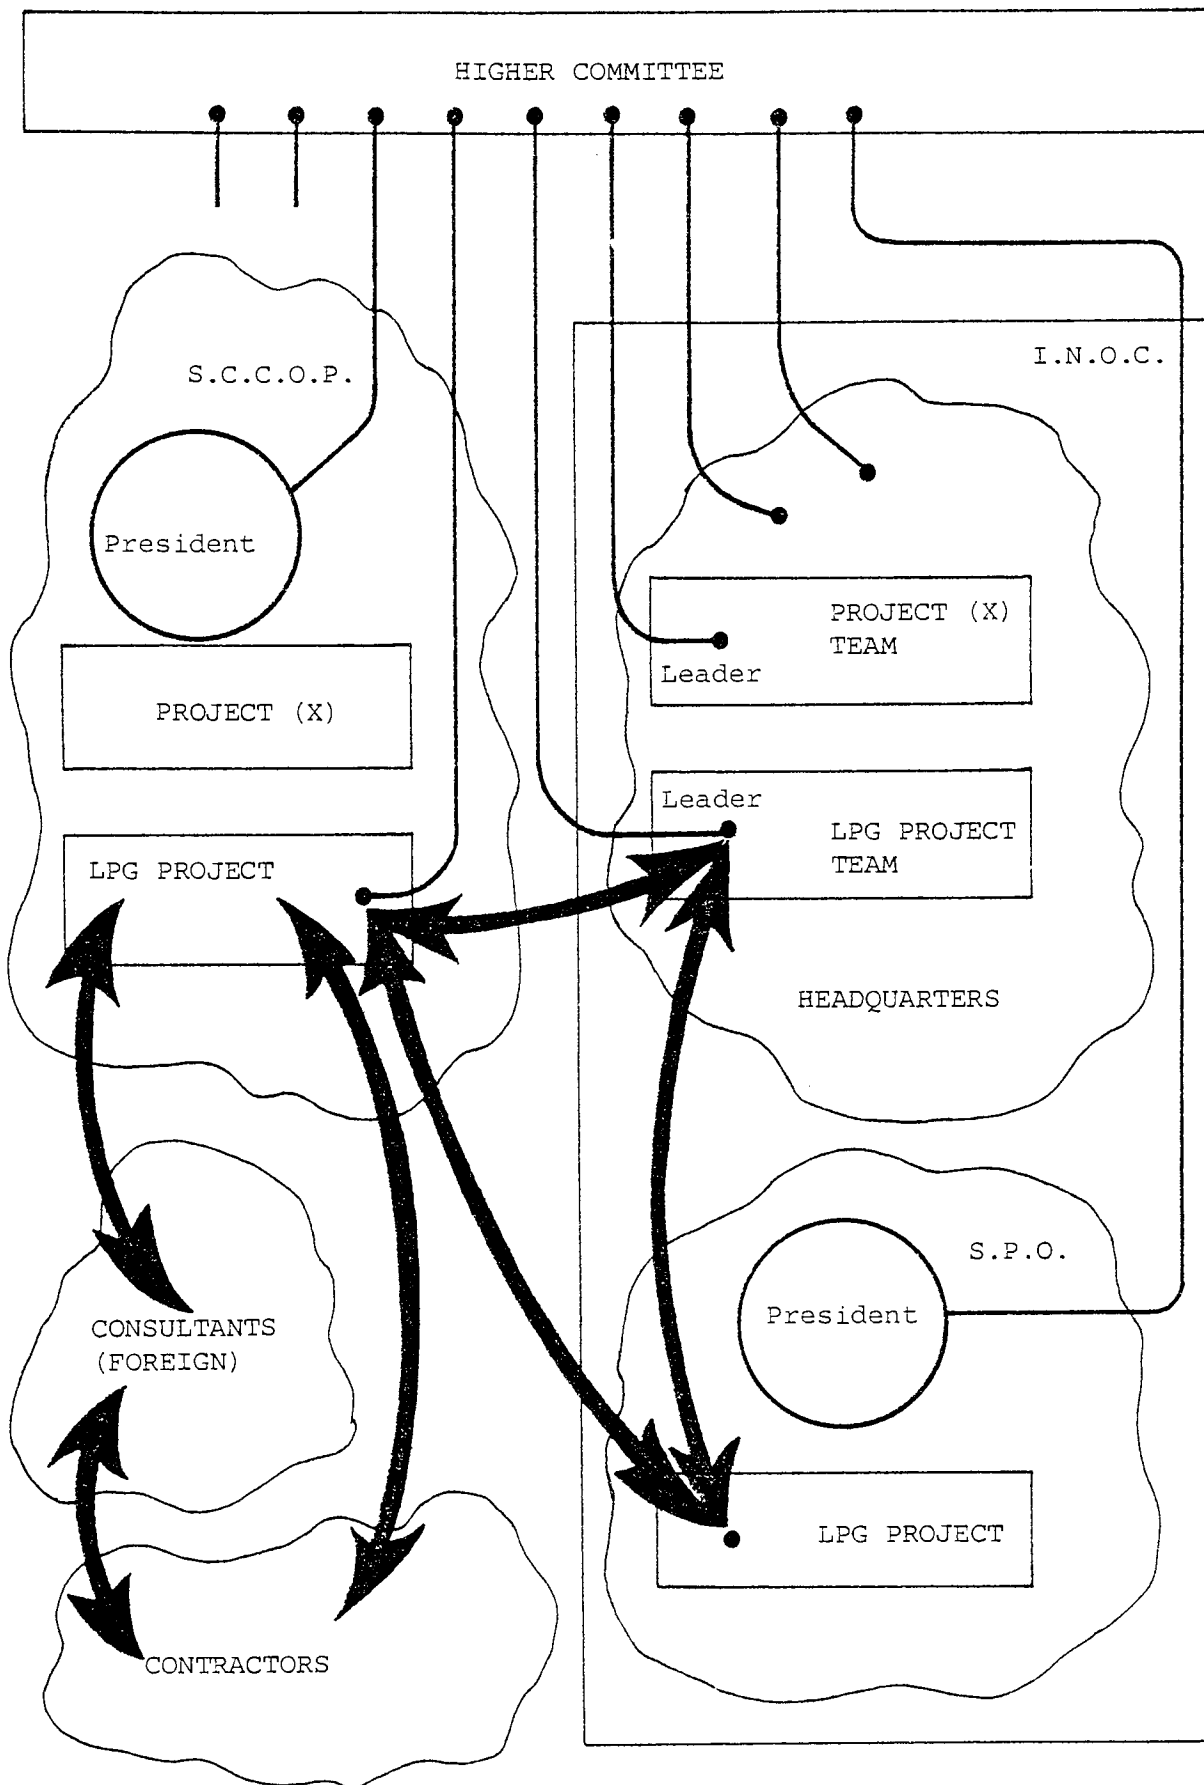 HIGHER COMMITTEE
S.C.C.O.P.
President
PROJECT (X)
LPG PROJECT
CONSULTANTS
(FOREIGN)
CONTRACTORS
I.N.O.C.
PROJECT (X)
TEAM
Leader
Leader
LPG PROJECT
TEAM
HEADQUARTERS
S.P.O.
President
LPG PROJECT